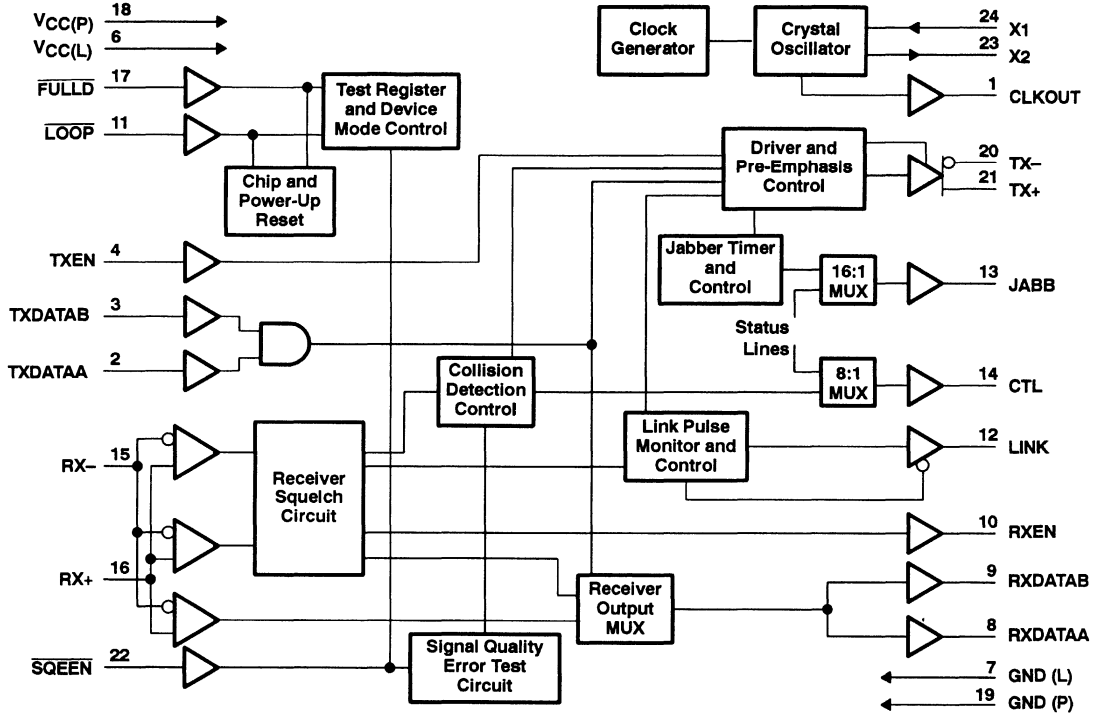 VCC(P) 18
VCC(L) 6
FULLD 17
LOOP 11
Test Register
and Device
Mode Control
Chip and
Power-Up
Reset
Clock
Generator
Crystal
Oscillator
24 X1
23 X2
1 CLKOUT
Driver and
Pre-Emphasis
Control
20 TX–
21 TX+
TXEN 4
TXDATAB 3
TXDATAA 2
Jabber Timer
and
Control
16:1
MUX
13 JABB
Status
Lines
8:1
MUX
14 CTL
Collision
Detection
Control
Link Pulse
Monitor and
Control
12 LINK
RX– 15
RX+ 16
Receiver
Squelch
Circuit
10 RXEN
Receiver
Output
MUX
9 RXDATAB
8 RXDATAA
SQEEN 22
Signal Quality
Error Test
Circuit
7 GND (L)
19 GND (P)